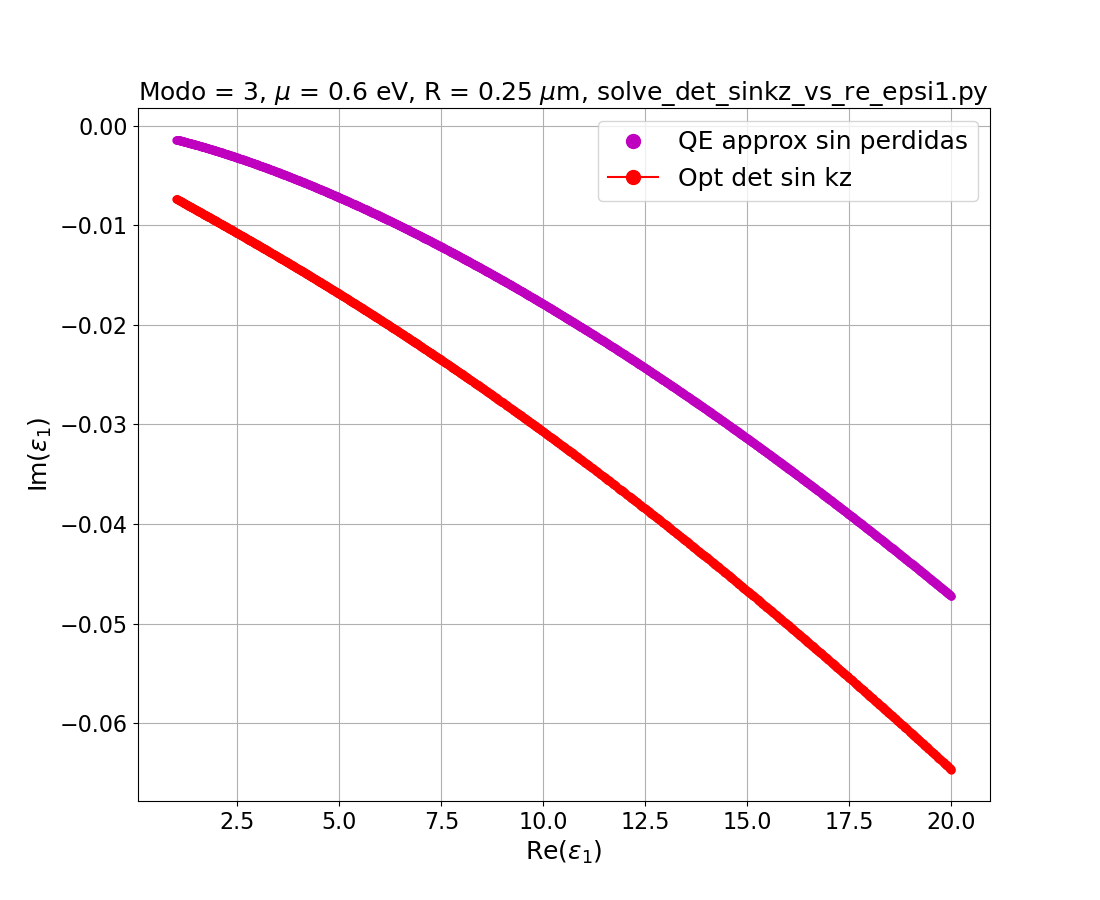 Modo = 3, μ = 0.6 eV, R = 0.25 μm, solve_det_sinkz_vs_re_epsi1.py
QE approx sin perdidas
Opt det sin kz
0.00
−0.01
−0.02
−0.03
−0.04
−0.05
−0.06
Im(ε₁)
2.5 5.0 7.5 10.0 12.5 15.0 17.5 20.0
Re(ε₁)